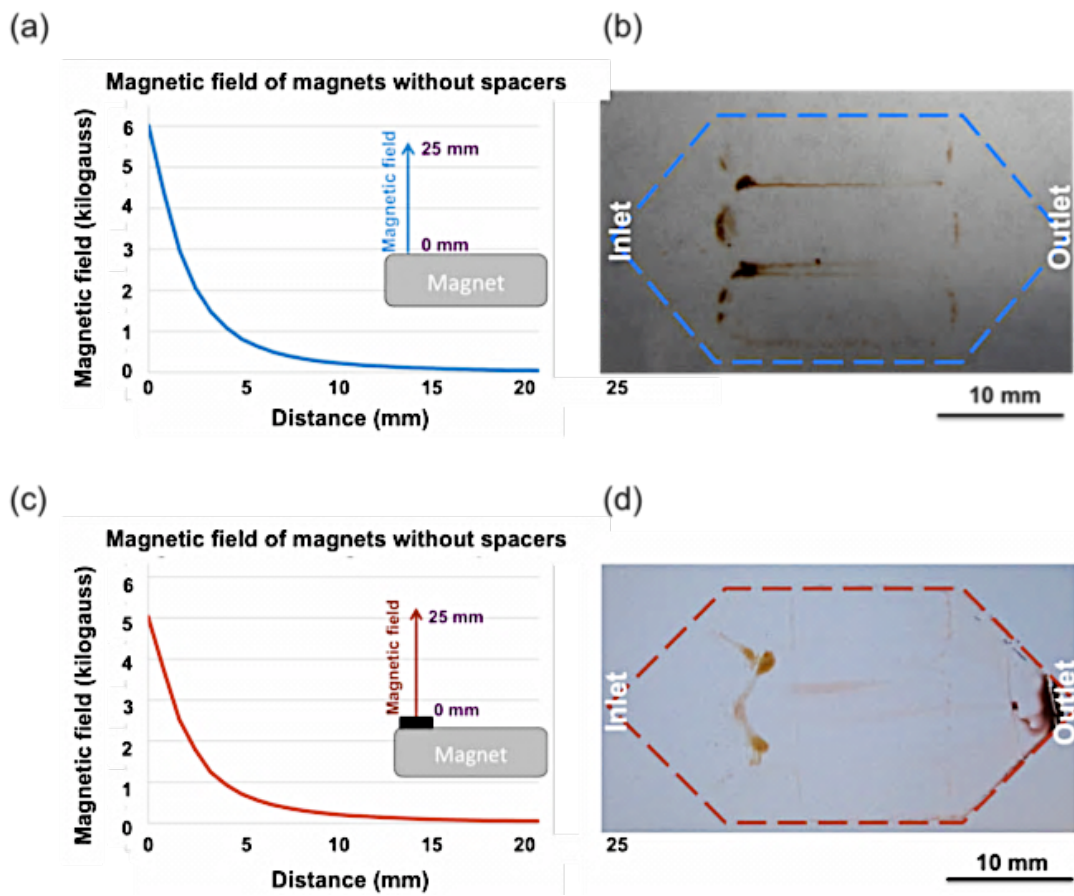 (a)
Magnetic field of magnets without spacers
Magnetic field (kilogauss)
6
5
4
3
2
1
0
0 5 10 15 20 25
Distance (mm)
Magnetic field
25 mm
0 mm
Magnet
(b)
Inlet
Outlet
10 mm
(c)
Magnetic field of magnets without spacers
Magnetic field (kilogauss)
6
5
4
3
2
1
0
0 5 10 15 20 25
Distance (mm)
Magnetic field
25 mm
0 mm
Magnet
(d)
Inlet
Outlet
10 mm